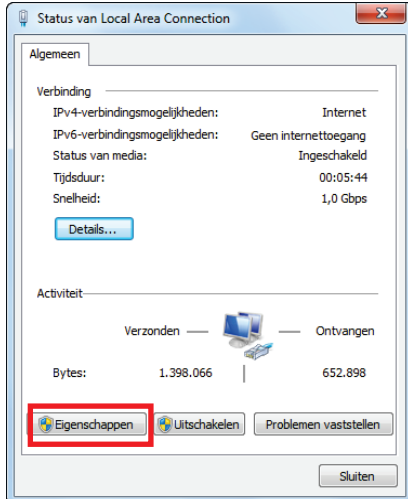 Status van Local Area Connection
Algemeen
Verbinding
IPv4-verbindingsmogelijkheden: Internet
IPv6-verbindingsmogelijkheden: Geen internettoegang
Status van media: Ingeschakeld
Tijdsduur: 00:05:44
Snelheid: 1,0 Gbps
Details...
Activiteit
Verzonden Ontvangen
Bytes: 1.398.066 652.898
Eigenschappen Uitschakelen Problemen vaststellen
Sluiten